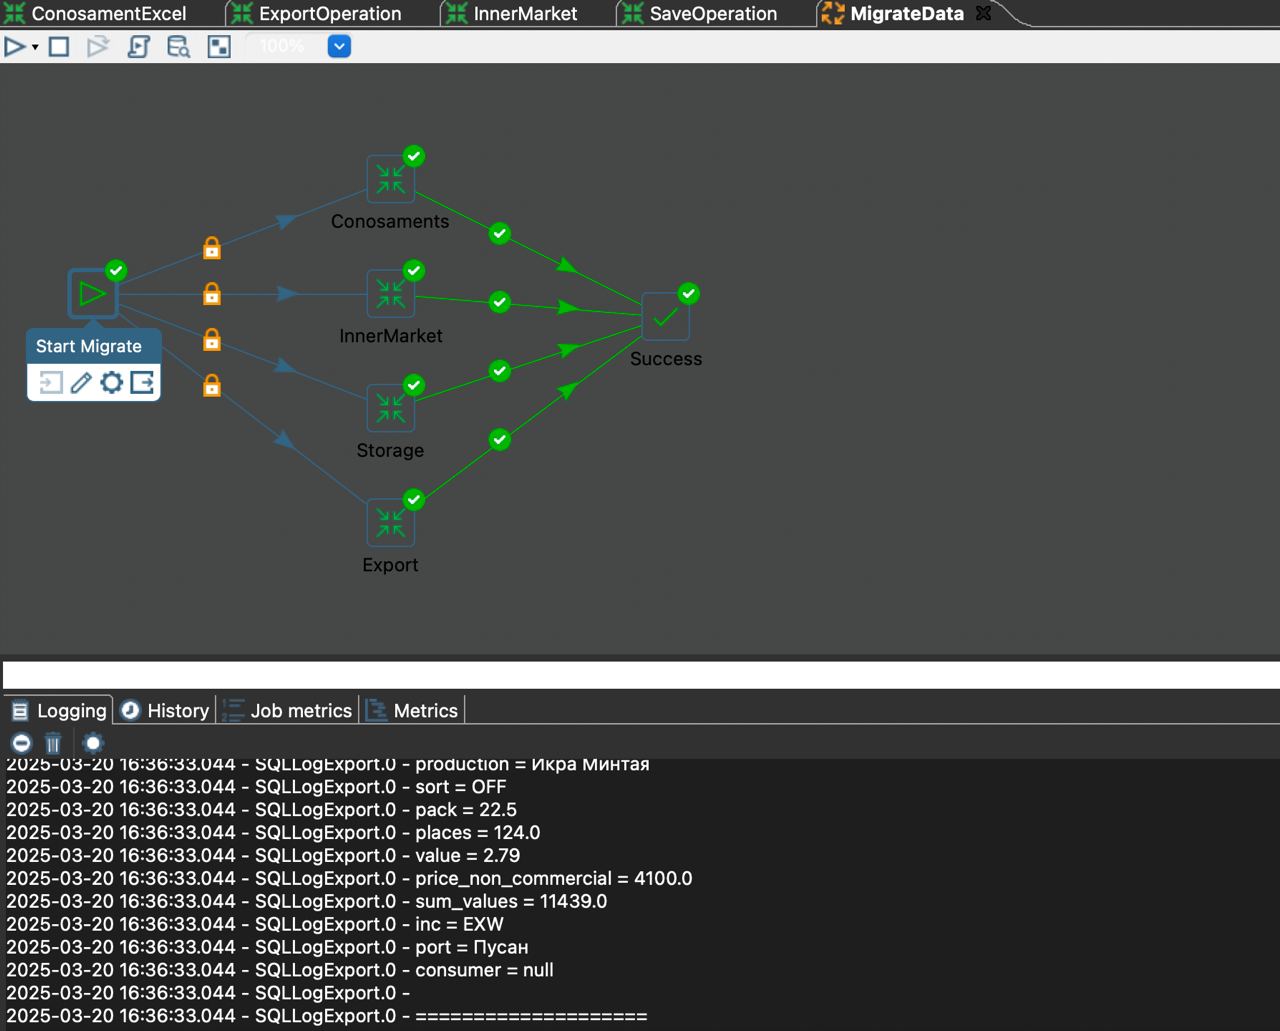 ConosamentExcel
ExportOperation
InnerMarket
SaveOperation
MigrateData
100%
Conosaments
InnerMarket
Start Migrate
Success
Storage
Export
Logging
History
Job metrics
Metrics
2025-03-20 16:36:33.044 - SQLLogExport.0 - production = Икра Минтая
2025-03-20 16:36:33.044 - SQLLogExport.0 - sort = OFF
2025-03-20 16:36:33.044 - SQLLogExport.0 - pack = 22.5
2025-03-20 16:36:33.044 - SQLLogExport.0 - places = 124.0
2025-03-20 16:36:33.044 - SQLLogExport.0 - value = 2.79
2025-03-20 16:36:33.044 - SQLLogExport.0 - price_non_commercial = 4100.0
2025-03-20 16:36:33.044 - SQLLogExport.0 - sum_values = 11439.0
2025-03-20 16:36:33.044 - SQLLogExport.0 - inc = EXW
2025-03-20 16:36:33.044 - SQLLogExport.0 - port = Пусан
2025-03-20 16:36:33.044 - SQLLogExport.0 - consumer = null
2025-03-20 16:36:33.044 - SQLLogExport.0 -
2025-03-20 16:36:33.044 - SQLLogExport.0 - ====================